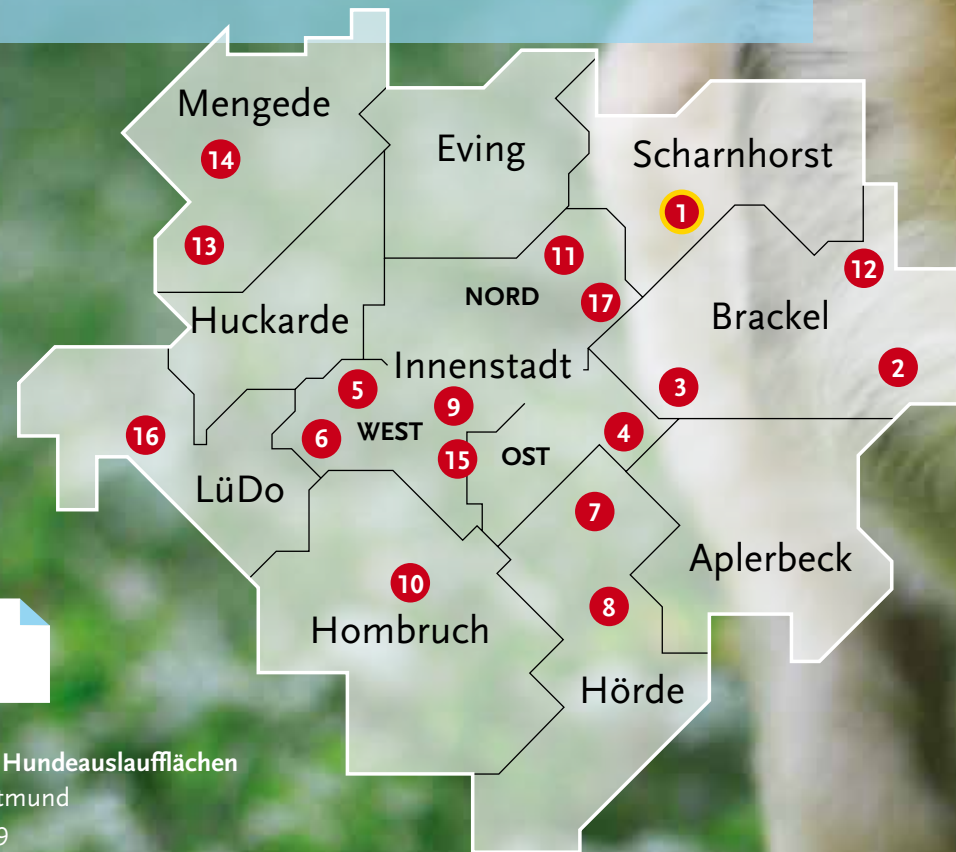 Mengede
14
Eving
Scharnhorst
1
13
11
12
NORD
17
Huckarde
Brackel
Innenstadt
2
5
3
9
16
6
WEST
4
15
OST
LüDo
7
Aplerbeck
10
8
Hombruch
Hörde
Hundeauslaufflächen